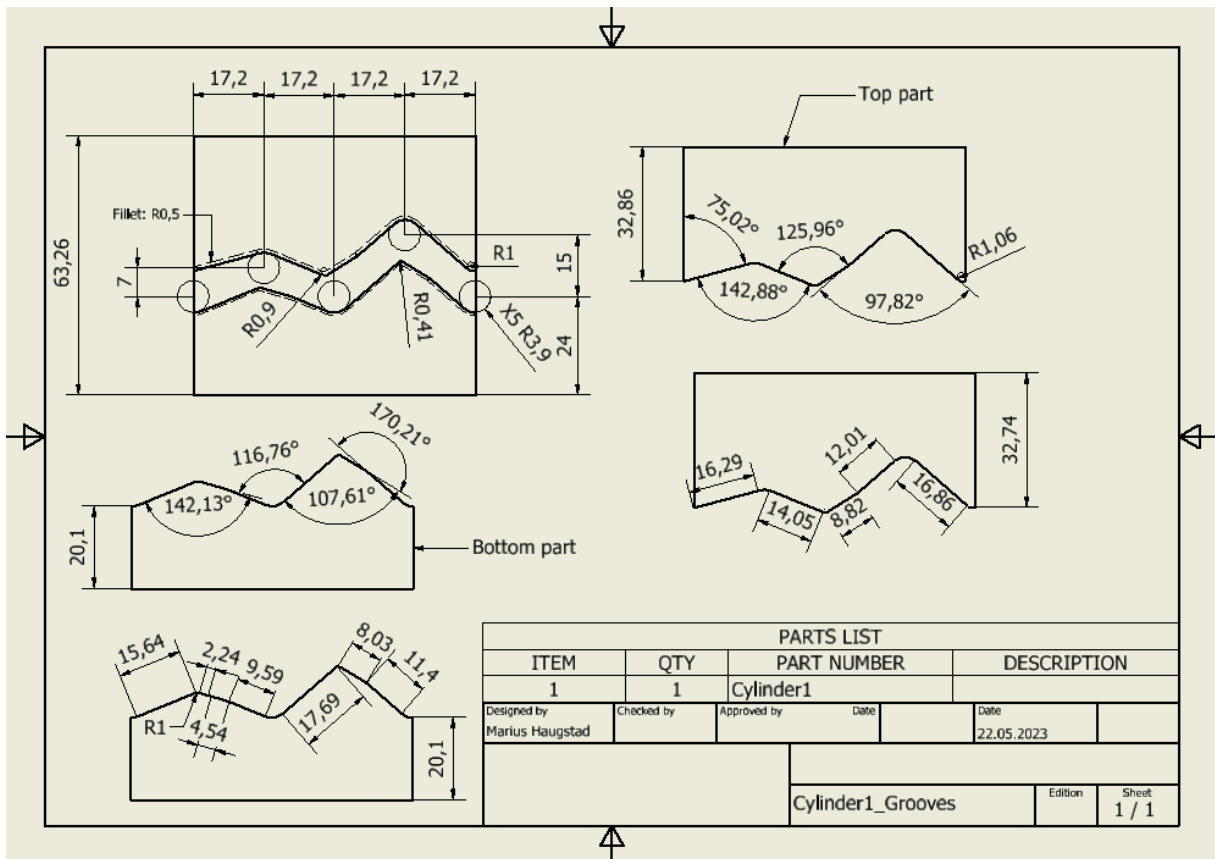 17,2 17,2 17,2 17,2
63,26
Fillet: R0,5
7
R0,9
R0,41
R1
X5 R3,9
15
24
Top part
32,86
75,02°
125,96°
142,88°
97,82°
R1,06
170,21°
116,76°
142,13°
107,61°
20,1
Bottom part
32,74
16,29
14,05
8,82
12,01
16,86
15,64
2,24
9,59
R1
4,54
17,69
8,03
11,4
20,1
PARTS LIST
ITEM QTY PART NUMBER DESCRIPTION
1 1 Cylinder1
Designed by Checked by Approved by Date Date
Marius Haugstad 22.05.2023
Cylinder1_Grooves Edition Sheet
1 / 1